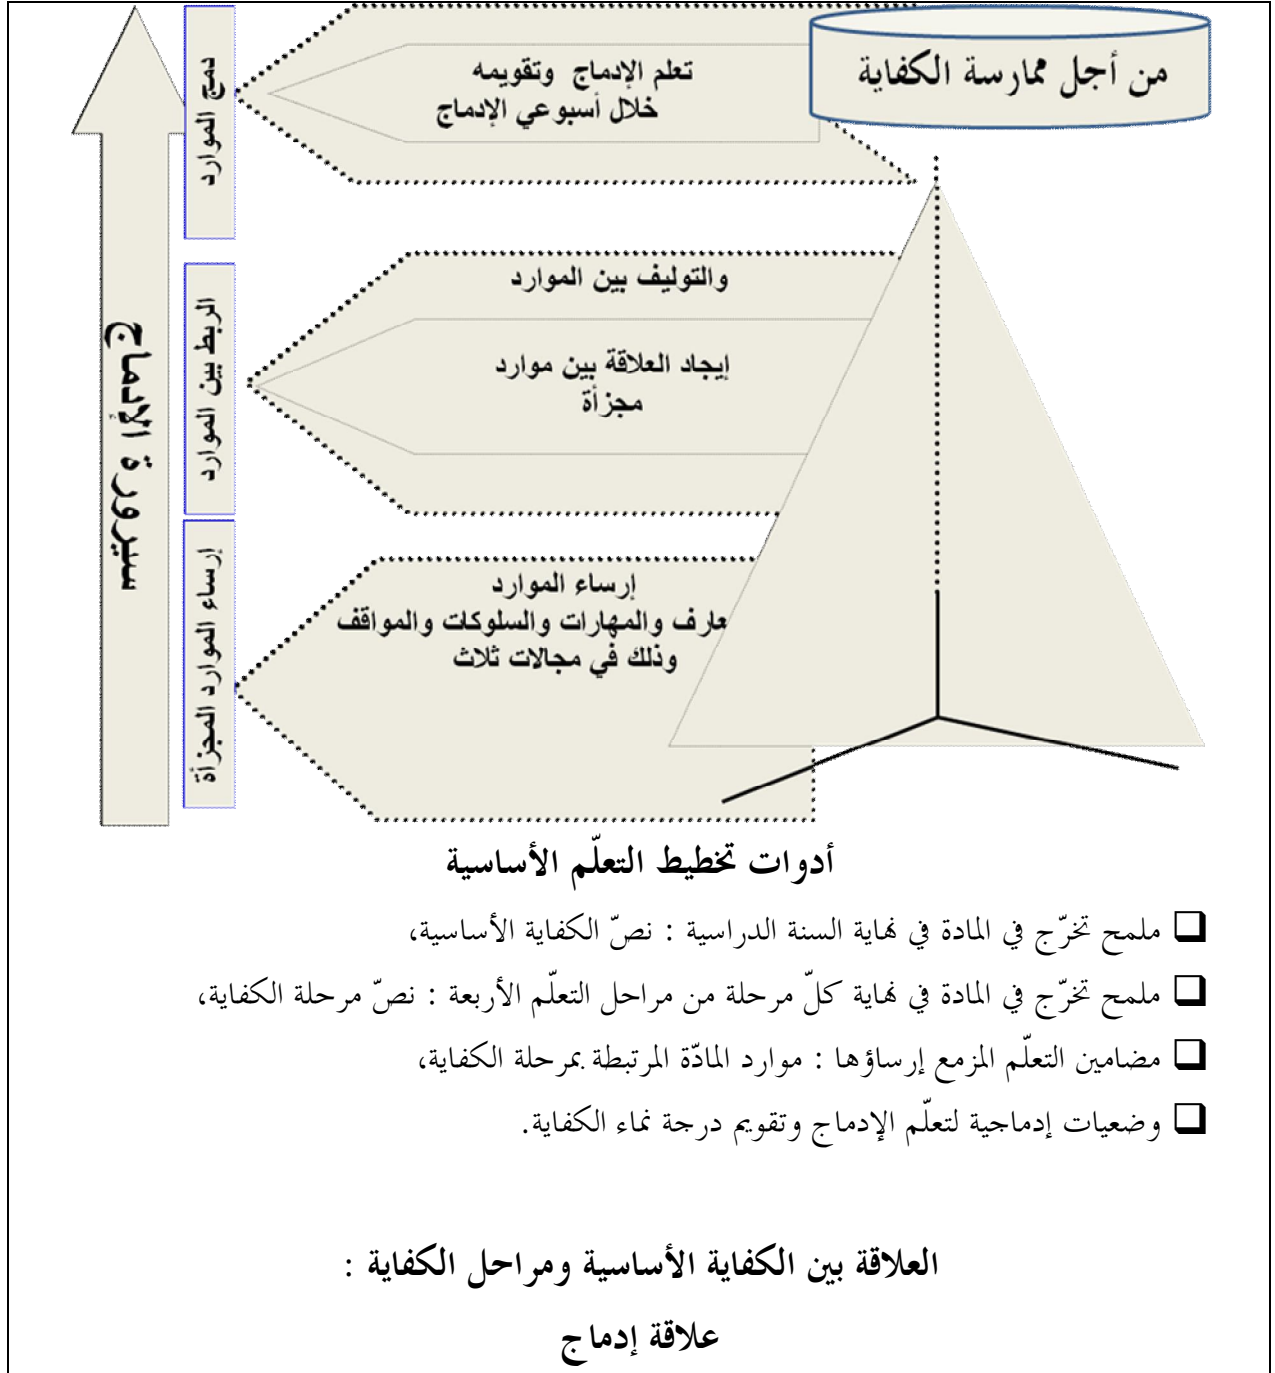 من أجل ممارسة الكفاية
تعلم الإدماج وتقويمه
خلال أسبوعي الإدماج
دمج الموارد
والتوليف بين الموارد
إيجاد العلاقة بين موارد
مجزأة
الربط بين الموارد
سيرورة الإدماج
إرساء الموارد
عارف والمهارات والسلوكات والمواقف
وذلك في مجالات ثلاث
إرساء الموارد المجزأة
أدوات تخطيط التعلّم الأساسية
ملمح تخرّج في المادة في نهاية السنة الدراسية : نصّ الكفاية الأساسية،
ملمح تخرّج في المادة في نهاية كلّ مرحلة من مراحل التعلّم الأربعة : نصّ مرحلة الكفاية،
مضامين التعلّم المزمع إرساؤها : موارد المادّة المرتبطة بمرحلة الكفاية،
وضعيات إدماجية لتعلّم الإدماج وتقويم درجة نماء الكفاية.
العلاقة بين الكفاية الأساسية ومراحل الكفاية :
علاقة إدماج